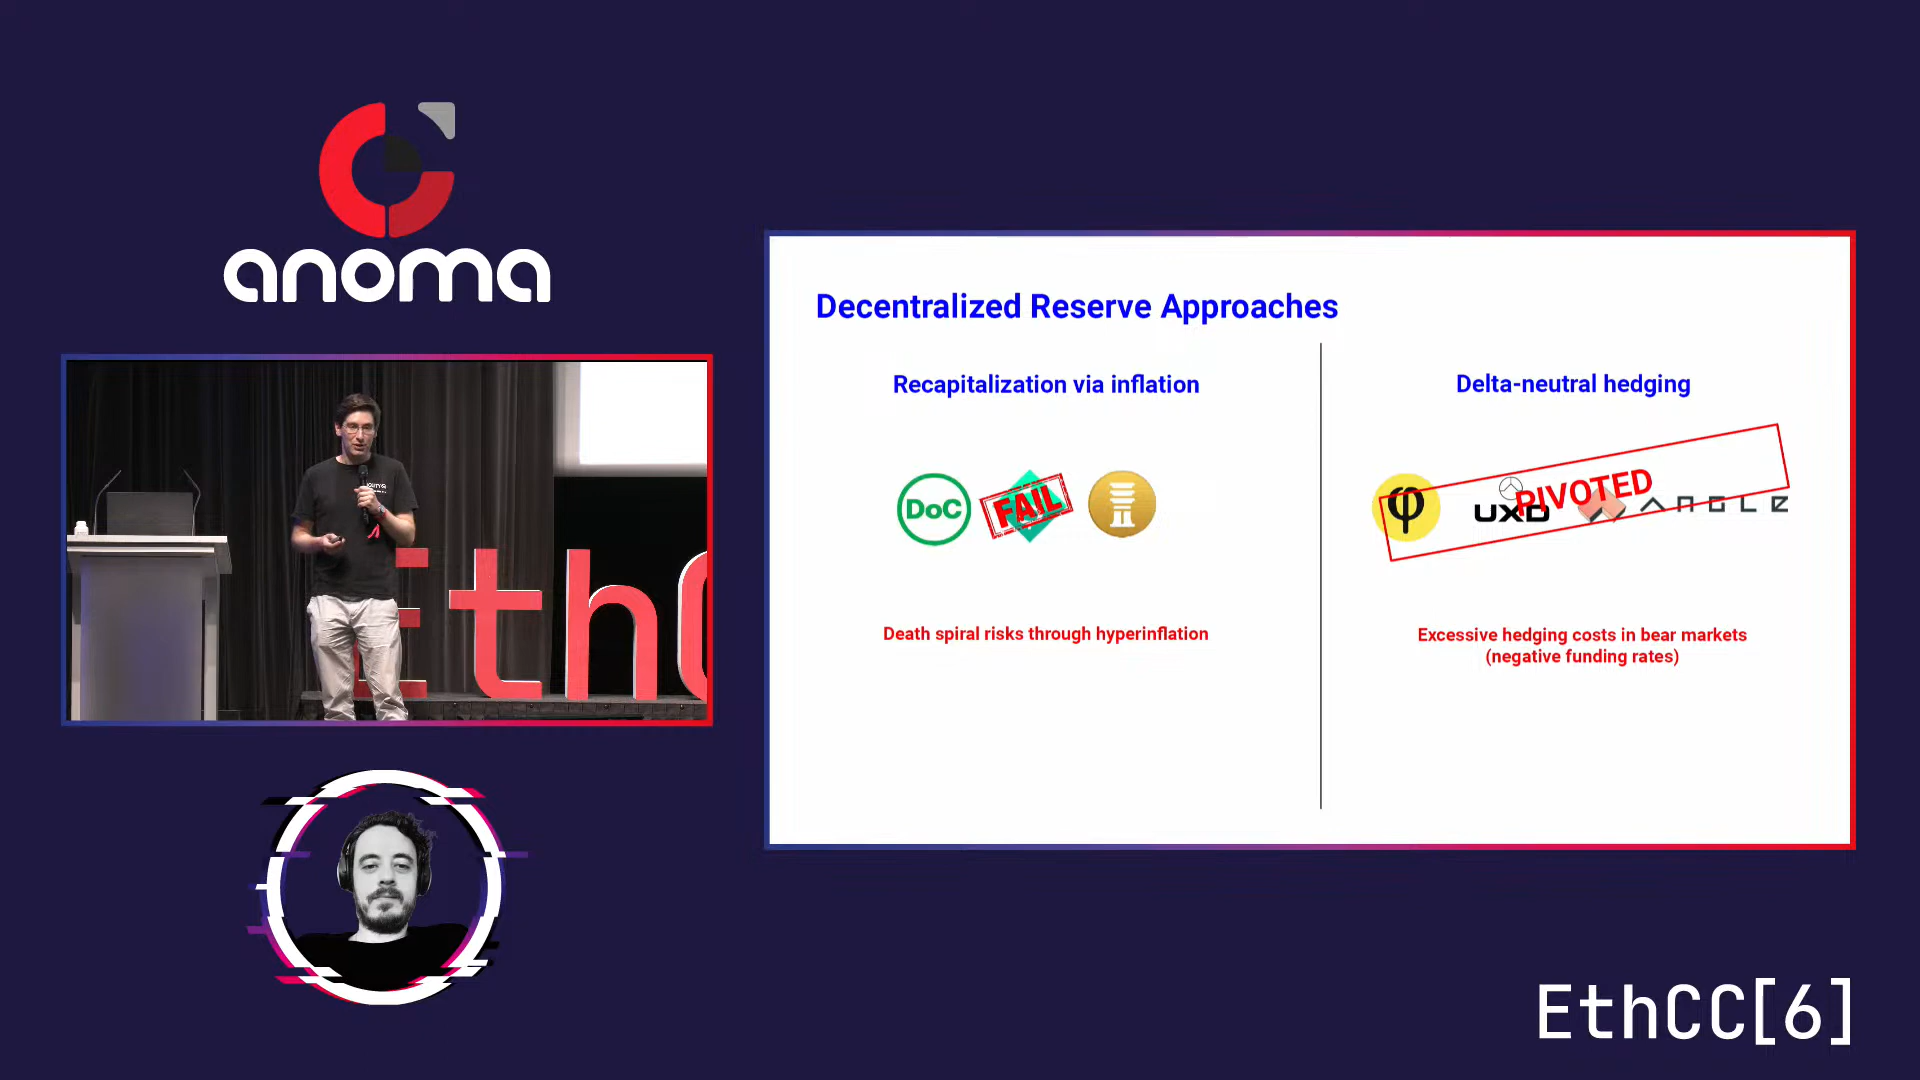 anoma
EthC
Decentralized Reserve Approaches
Recapitalization via inflation
DoC
FAIL
Death spiral risks through hyperinflation
Delta-neutral hedging
φ
UXD
PIVOTED
ANGLE
Excessive hedging costs in bear markets
(negative funding rates)
EthCC[6]